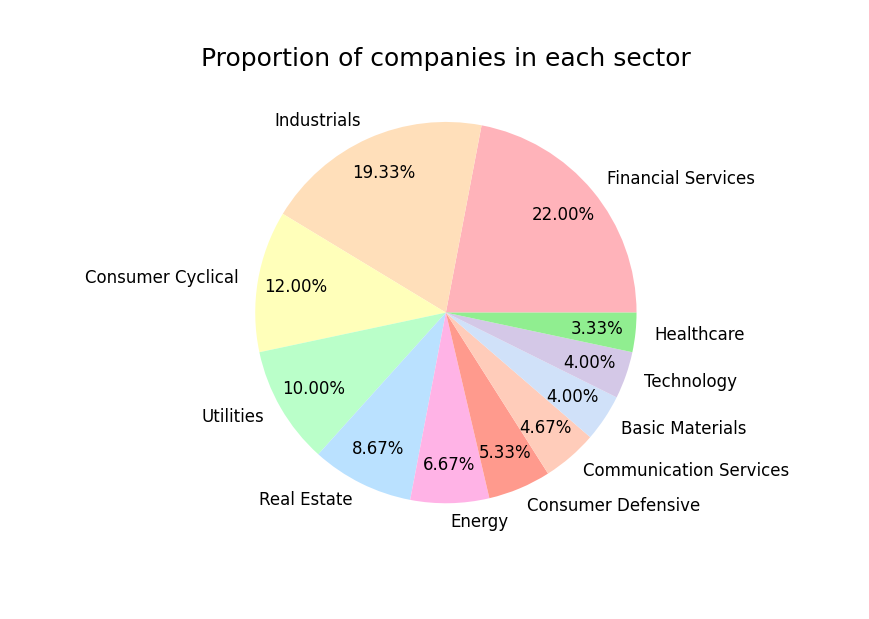 Proportion of companies in each sector
Industrials
19.33%
Financial Services
22.00%
Consumer Cyclical
12.00%
Utilities
10.00%
Real Estate
8.67%
Energy
6.67%
Consumer Defensive
5.33%
Communication Services
4.67%
Basic Materials
4.00%
Technology
4.00%
Healthcare
3.33%